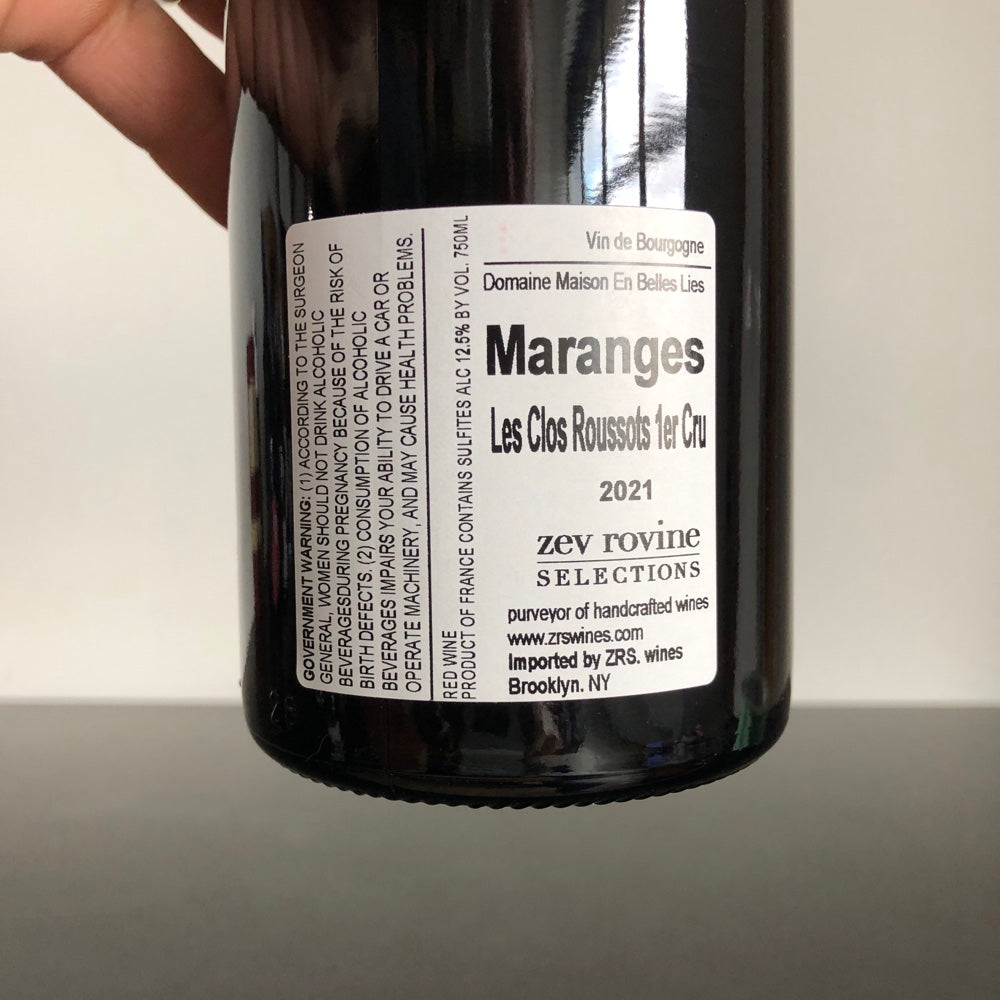 Vin de Bourgogne
Domaine Maison En Belles Lies
Maranges
Les Clos Roussots 1er Cru
2021
zev rovine
SELECTIONS
purveyor of handcrafted wines
www.zrswines.com
Imported by ZRS. wines
Brooklyn. NY
RED WINE
PRODUCT OF FRANCE CONTAINS SULFITES ALC 12.5% BY VOL. 750ML
GOVERNMENT WARNING: (1) ACCORDING TO THE SURGEON
GENERAL, WOMEN SHOULD NOT DRINK ALCOHOLIC
BEVERAGESDURING PREGNANCY BECAUSE OF THE RISK OF
BIRTH DEFECTS. (2) CONSUMPTION OF ALCOHOLIC
BEVERAGES IMPAIRS YOUR ABILITY TO DRIVE A CAR OR
OPERATE MACHINERY, AND MAY CAUSE HEALTH PROBLEMS.